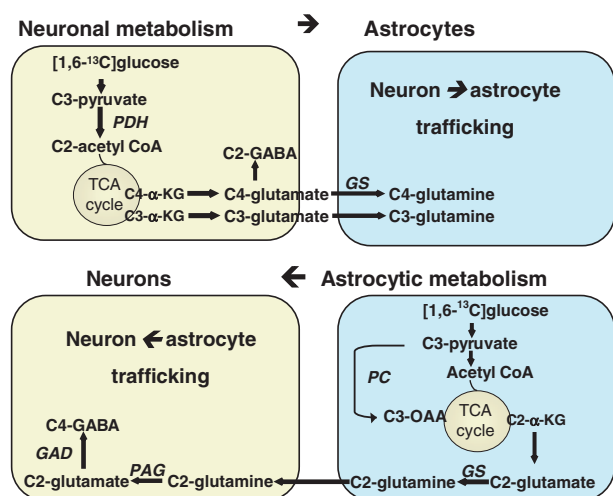 Neuronal metabolism → Astrocytes
[1,6-¹³C]glucose
C3-pyruvate
PDH
C2-acetyl CoA
TCA
cycle
C4-α-KG
C3-α-KG
C2-GABA
C4-glutamate
C3-glutamate
GS
Neuron → astrocyte
trafficking
C4-glutamine
C3-glutamine
Neurons ← Astrocytic metabolism
Neuron ← astrocyte
trafficking
C4-GABA
GAD
C2-glutamate
PAG
C2-glutamine
[1,6-¹³C]glucose
C3-pyruvate
PC
Acetyl CoA
C3-OAA
TCA
cycle
C2-α-KG
C2-glutamine
GS
C2-glutamate